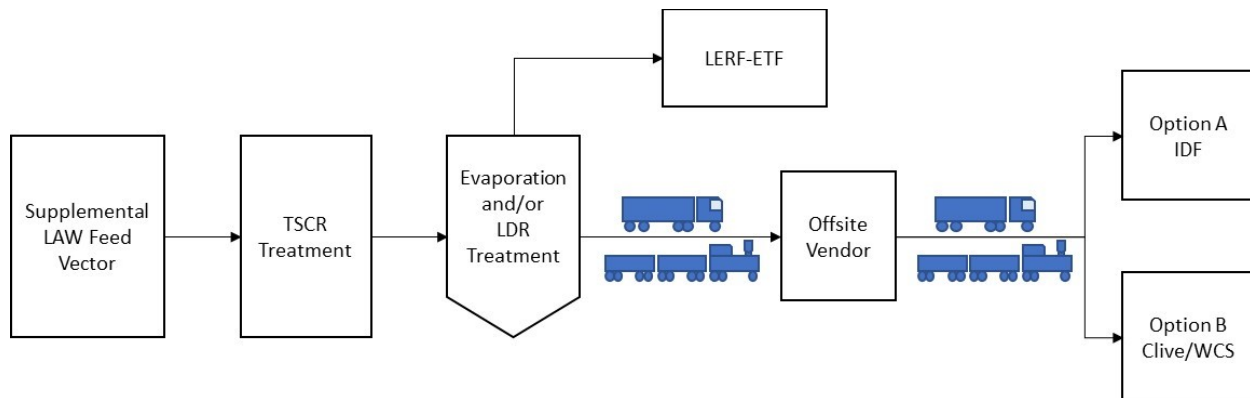 LERF-ETF
Supplemental
LAW Feed
Vector
TSCR
Treatment
Evaporation
and/or
LDR
Treatment
Offsite
Vendor
Option A
IDF
Option B
Clive/WCS